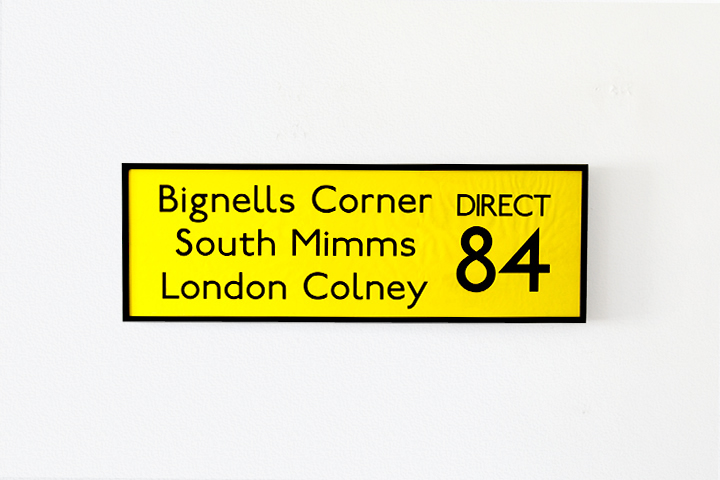 Bignells Corner
South Mimms
London Colney
DIRECT
84